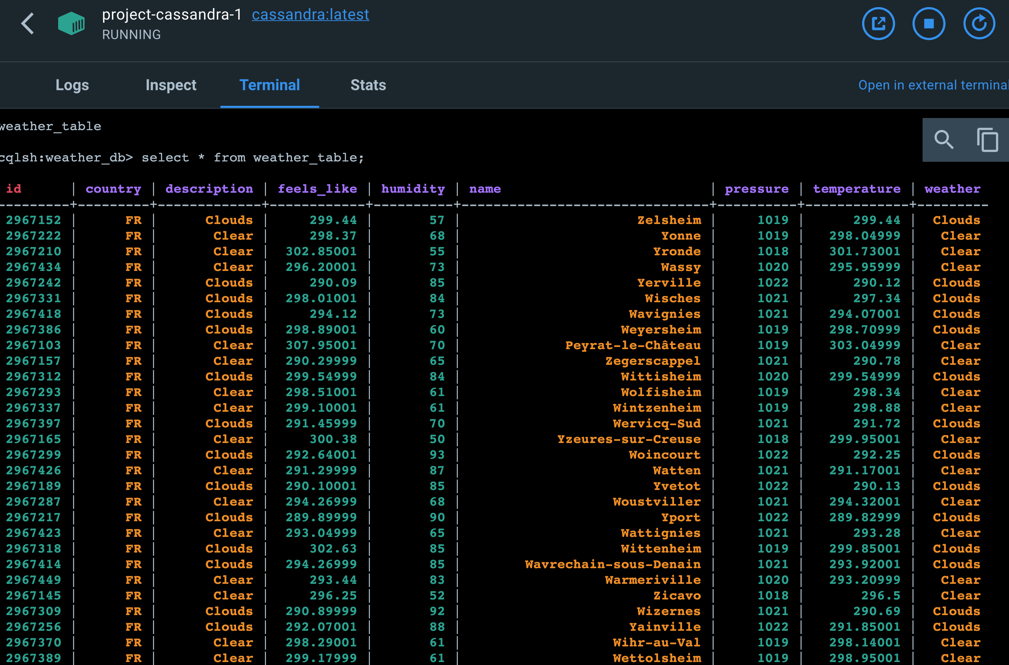 project-cassandra-1 cassandra:latest
RUNNING
Logs Inspect Terminal Stats Open in external terminal
weather_table
cqlsh:weather_db> select * from weather_table;
id | country | description | feels_like | humidity | name | pressure | temperature | weather
2967152 | FR | Clouds | 299.44 | 57 | Zelsheim | 1019 | 299.44 | Clouds
2967222 | FR | Clear | 298.37 | 68 | Yonne | 1019 | 298.04999 | Clear
2967210 | FR | Clear | 302.85001 | 55 | Yronde | 1018 | 301.73001 | Clear
2967434 | FR | Clear | 296.20001 | 73 | Wassy | 1020 | 295.95999 | Clear
2967242 | FR | Clouds | 290.09 | 85 | Yerville | 1022 | 290.12 | Clouds
2967331 | FR | Clouds | 298.01001 | 84 | Wisches | 1021 | 297.34 | Clouds
2967418 | FR | Clouds | 294.12 | 73 | Wavignies | 1021 | 294.07001 | Clouds
2967386 | FR | Clouds | 298.89001 | 60 | Weyersheim | 1019 | 298.70999 | Clouds
2967103 | FR | Clear | 307.95001 | 70 | Peyrat-le-Château | 1019 | 303.04999 | Clear
2967157 | FR | Clouds | 290.29999 | 65 | Zegerscappel | 1021 | 290.78 | Clear
2967312 | FR | Clouds | 299.54999 | 84 | Wittisheim | 1020 | 299.54999 | Clouds
2967293 | FR | Clear | 298.51001 | 61 | Wolfisheim | 1019 | 298.34 | Clear
2967337 | FR | Clear | 299.10001 | 61 | Wintzenheim | 1019 | 298.88 | Clear
2967397 | FR | Clouds | 291.45999 | 70 | Wervicq-Sud | 1021 | 291.72 | Clouds
2967165 | FR | Clear | 300.38 | 50 | Yzeures-sur-Creuse | 1018 | 299.95001 | Clear
2967299 | FR | Clouds | 292.64001 | 93 | Woincourt | 1022 | 292.25 | Clouds
2967426 | FR | Clear | 291.29999 | 87 | Watten | 1021 | 291.17001 | Clear
2967189 | FR | Clouds | 290.10001 | 85 | Yvetot | 1022 | 290.13 | Clouds
2967287 | FR | Clear | 294.26999 | 68 | Woustviller | 1021 | 294.32001 | Clear
2967217 | FR | Clouds | 289.89999 | 90 | Yport | 1022 | 289.82999 | Clouds
2967423 | FR | Clear | 293.04999 | 65 | Wattignies | 1021 | 293.28 | Clear
2967318 | FR | Clouds | 302.63 | 85 | Wittenheim | 1019 | 299.85001 | Clouds
2967414 | FR | Clouds | 294.26999 | 85 | Wavrechain-sous-Denain | 1021 | 293.92001 | Clouds
2967449 | FR | Clear | 293.44 | 83 | Warmeriville | 1020 | 293.20999 | Clear
2967145 | FR | Clear | 296.25 | 52 | Zicavo | 1018 | 296.5 | Clear
2967309 | FR | Clouds | 290.89999 | 92 | Wizernes | 1021 | 290.69 | Clouds
2967256 | FR | Clouds | 292.07001 | 88 | Yainville | 1022 | 291.85001 | Clouds
2967370 | FR | Clear | 298.29001 | 61 | Wihr-au-Val | 1019 | 298.14001 | Clear
2967389 | FR | Clear | 299.17999 | 61 | Wettolsheim | 1019 | 298.95001 | Clear